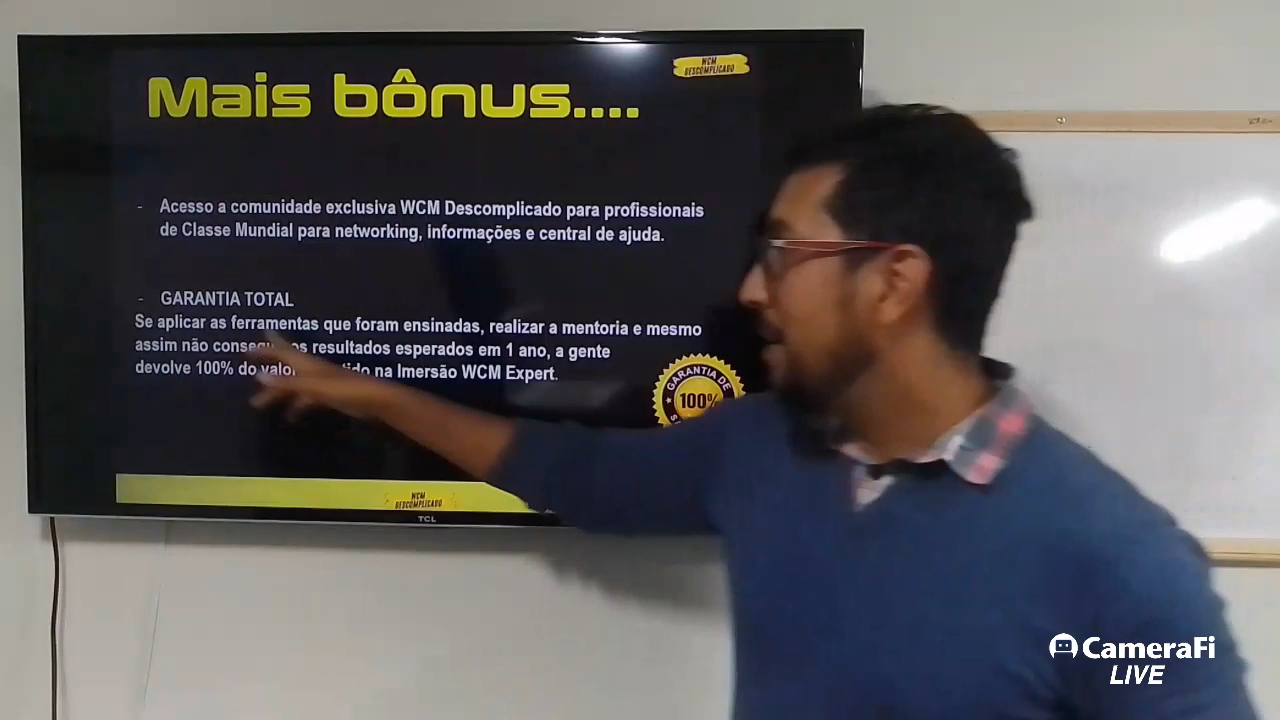 WCM
DESCOMPLICADO
Mais bônus....
- Acesso a comunidade exclusiva WCM Descomplicado para profissionais
de Classe Mundial para networking, informações e central de ajuda.
- GARANTIA TOTAL
Se aplicar as ferramentas que foram ensinadas, realizar a mentoria e mesmo
assim não resultados esperados em 1 ano, a gente
devolve 100% do valor na Imersão WCM Expert.
GARANTIA DE
100%
WCM
DESCOMPLICADO
TCL
CameraFi
LIVE